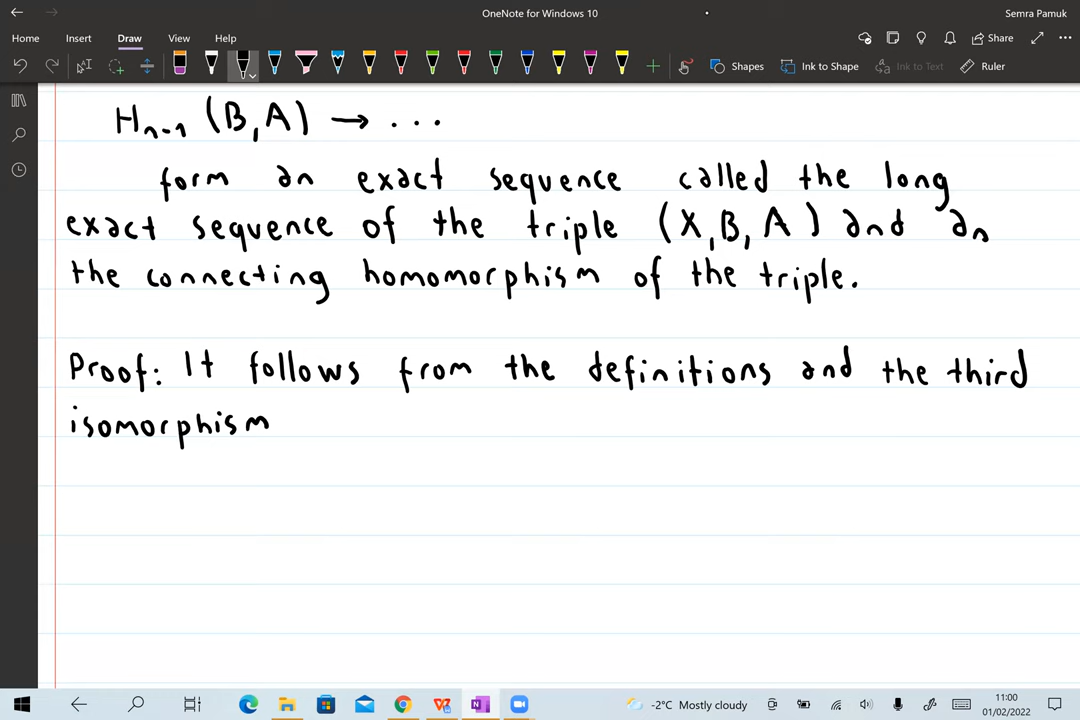 OneNote for Windows 10
Semra Pamuk
Home Insert Draw View Help
Shapes Ink to Shape Ink to Text Ruler Share
Hₙ₋₁ (B, A) → ...
form an exact sequence called the long
exact sequence of the triple (X, B, A) and ∂ₙ
the connecting homomorphism of the triple.
Proof: It follows from the definitions and the third
isomorphism
-2°C Mostly cloudy
11:00
01/02/2022